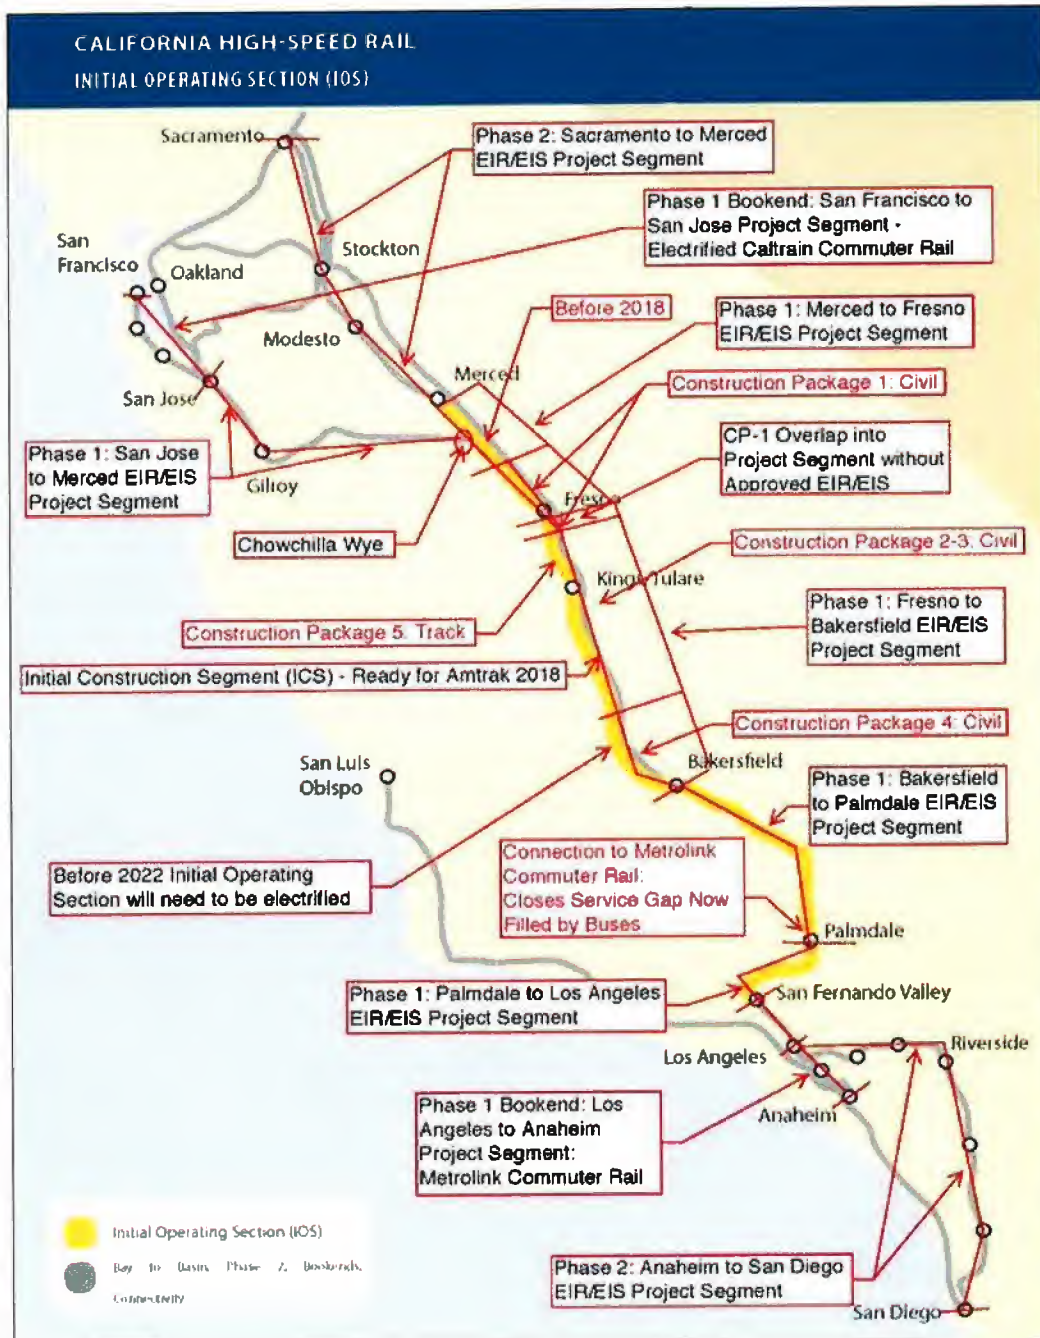 CALIFORNIA HIGH-SPEED RAIL
INITIAL OPERATING SECTION (IOS)
Sacramento
Phase 2: Sacramento to Merced
EIR/EIS Project Segment
Phase 1 Bookend: San Francisco to
San Jose Project Segment -
Electrified Caltrain Commuter Rail
San
Francisco
Oakland
Stockton
Before 2018
Phase 1: Merced to Fresno
EIR/EIS Project Segment
Modesto
Merced
Construction Package 1: Civil
San Jose
CP-1 Overlap into
Project Segment without
Approved EIR/EIS
Phase 1: San Jose
to Merced EIR/EIS
Project Segment
Gilroy
Fresno
Chowchilla Wye
Construction Package 2-3: Civil
Kings Tulare
Phase 1: Fresno to
Bakersfield EIR/EIS
Project Segment
Construction Package 5: Track
Initial Construction Segment (ICS) - Ready for Amtrak 2018
Construction Package 4: Civil
San Luis
Obispo
Bakersfield
Phase 1: Bakersfield
to Palmdale EIR/EIS
Project Segment
Connection to Metrolink
Commuter Rail:
Closes Service Gap Now
Filled by Buses
Before 2022 Initial Operating
Section will need to be electrified
Palmdale
Phase 1: Palmdale to Los Angeles
EIR/EIS Project Segment
San Fernando Valley
Los Angeles
Riverside
Phase 1 Bookend: Los
Angeles to Anaheim
Project Segment:
Metrolink Commuter Rail
Anaheim
Initial Operating Section (IOS)
Bay to Basin, Phase 2, Bookends,
Connectivity
Phase 2: Anaheim to San Diego
EIR/EIS Project Segment
San Diego